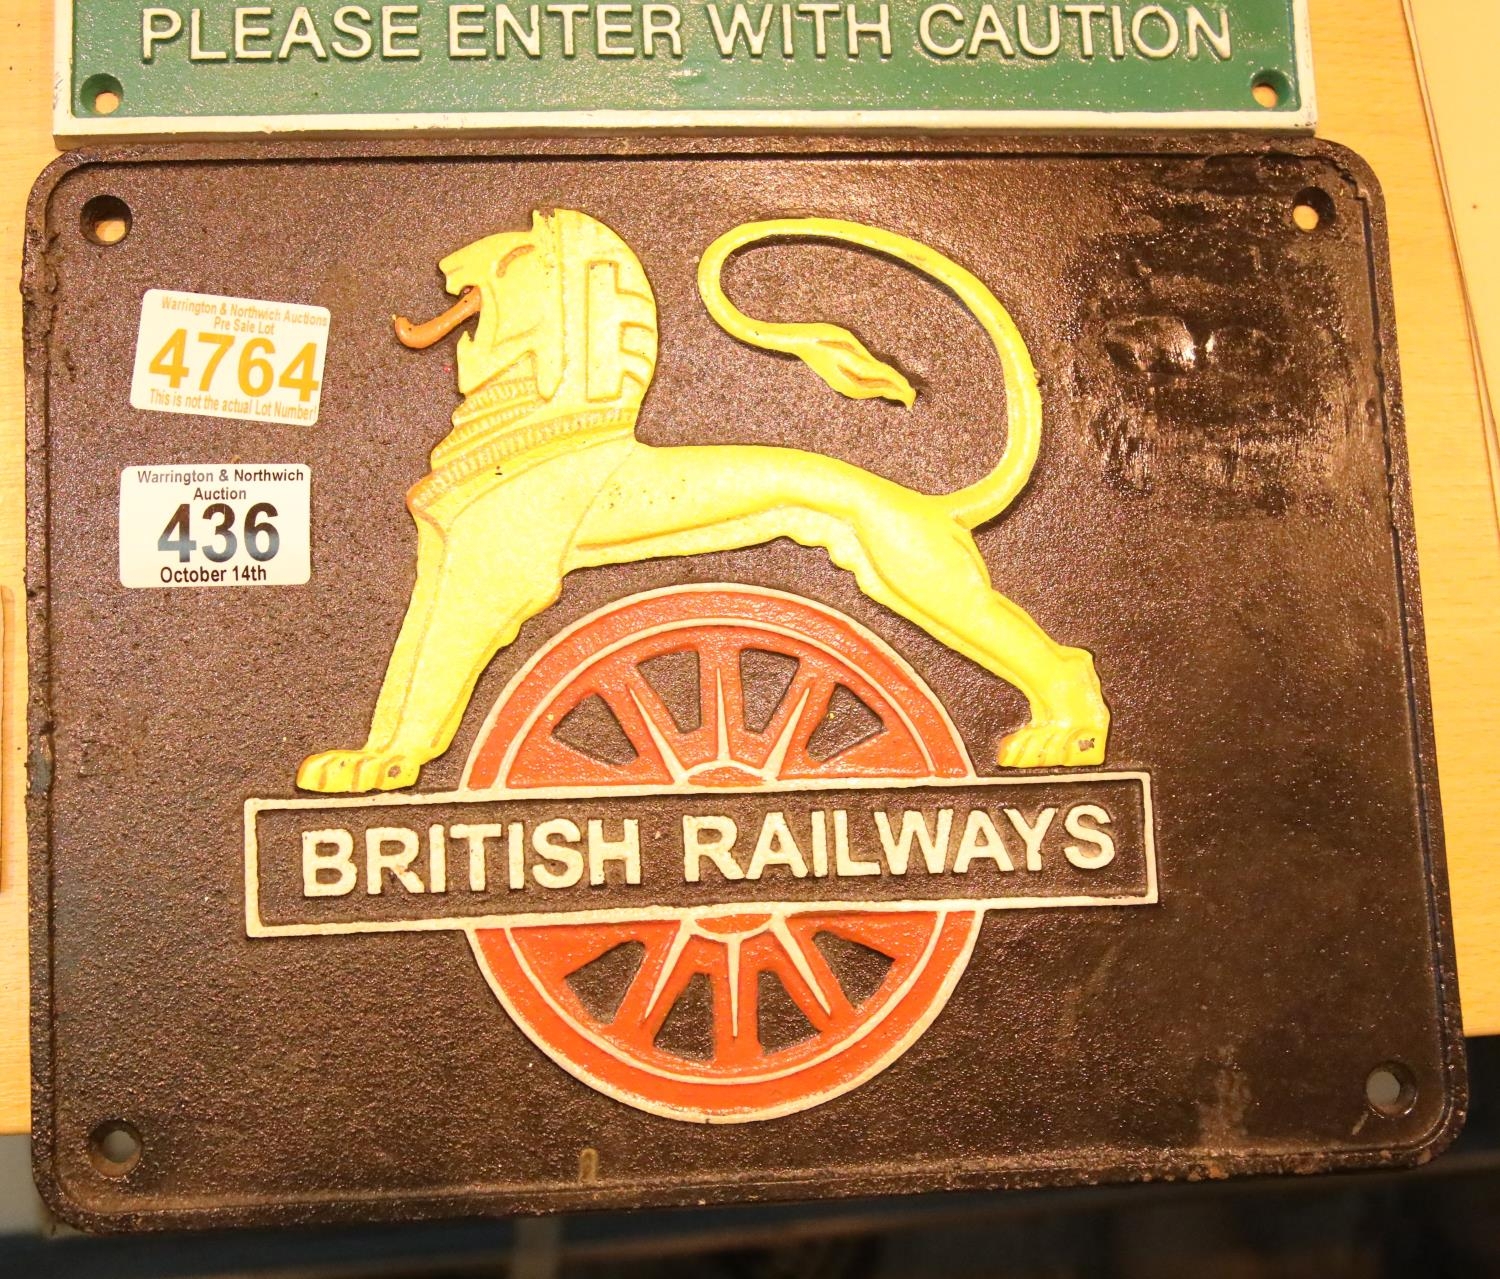 PLEASE ENTER WITH CAUTION
Warrington & Northwich Auctions
Pre Sale Lot
4764
This is not the actual Lot Number!
Warrington & Northwich
Auction
436
October 14th
BRITISH RAILWAYS